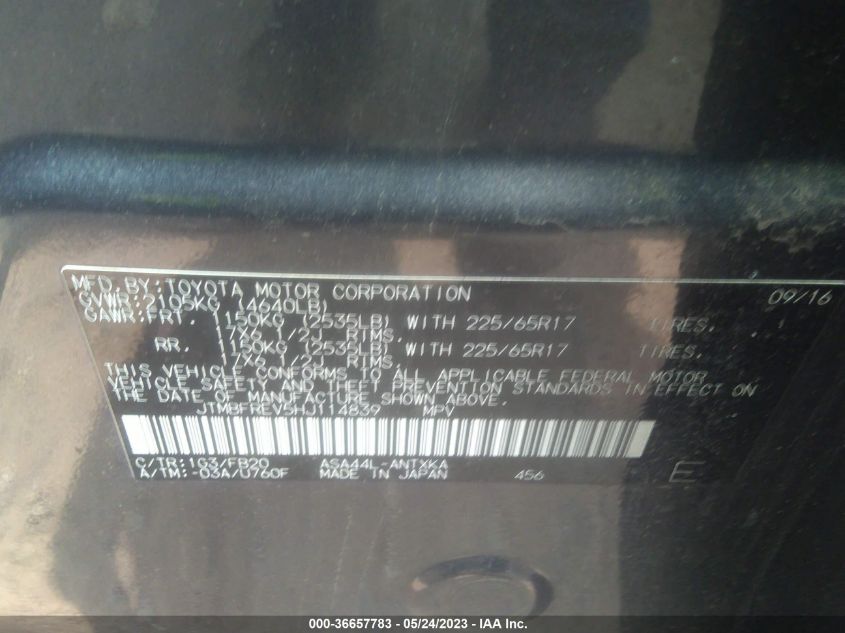 MFD. BY: TOYOTA MOTOR CORPORATION 09/16
GVWR: 2105KG (4640LB)
GAWR: FRT. 1150KG (2535LB) WITH 225/65R17 TIRES,
17X6 1/2J RIMS,
RR. 1150KG (2535LB) WITH 225/65R17 TIRES,
17X6 1/2J RIMS,
THIS VEHICLE CONFORMS TO ALL APPLICABLE FEDERAL MOTOR
VEHICLE SAFETY AND THEFT PREVENTION STANDARDS IN EFFECT ON
THE DATE OF MANUFACTURE SHOWN ABOVE.
JTMBFREV5HJ114839 MPV
C/TR: 1G3/FB20 ASA44L-ANTXKA
A/TM: -03A/U760F MADE IN JAPAN 456 E
000-36657783 / 05/24/2023 - IAA Inc.